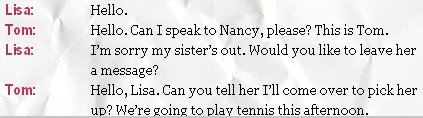 Lisa: Hello.
Tom: Hello. Can I speak to Nancy, please? This is Tom.
Lisa: I'm sorry my sister's out. Would you like to leave her
a message?
Tom: Hello, Lisa. Can you tell her I'll come over to pick her
up? We're going to play tennis this afternoon.